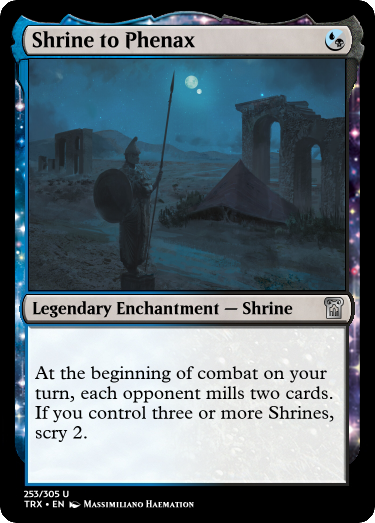 Shrine to Phenax
Legendary Enchantment — Shrine
At the beginning of combat on your
turn, each opponent mills two cards.
If you control three or more Shrines,
scry 2.
253/305 U
TRX • EN Massimiliano Haemation